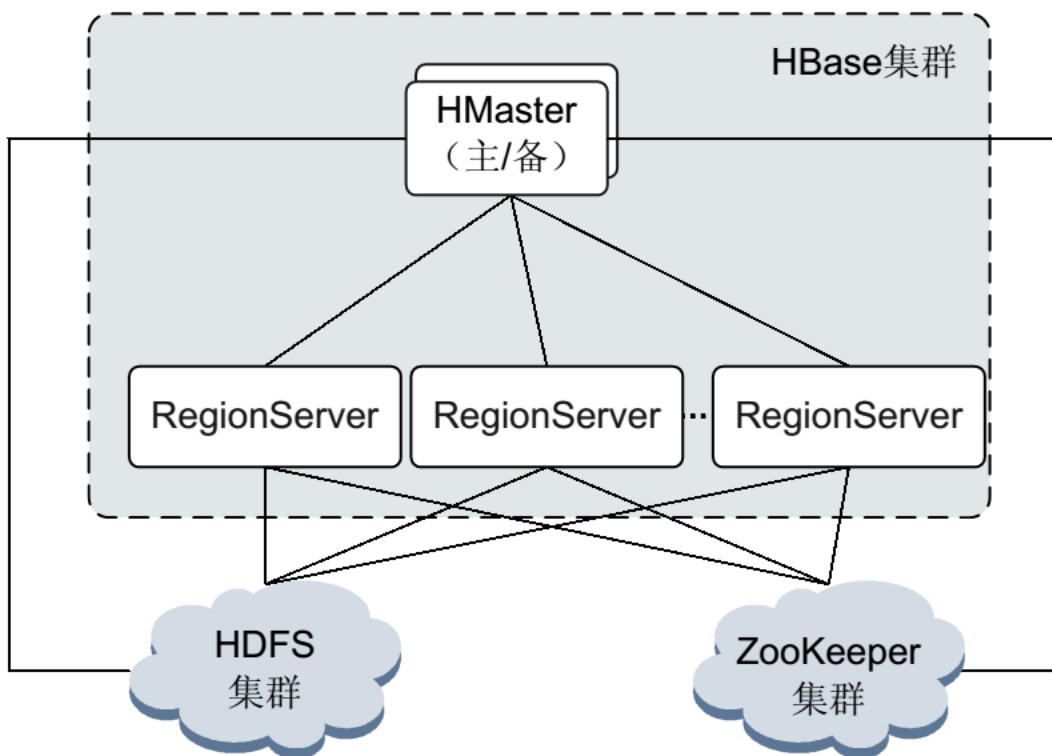 HBase集群
HMaster
（主/备）
RegionServer
RegionServer
...
RegionServer
HDFS
集群
ZooKeeper
集群